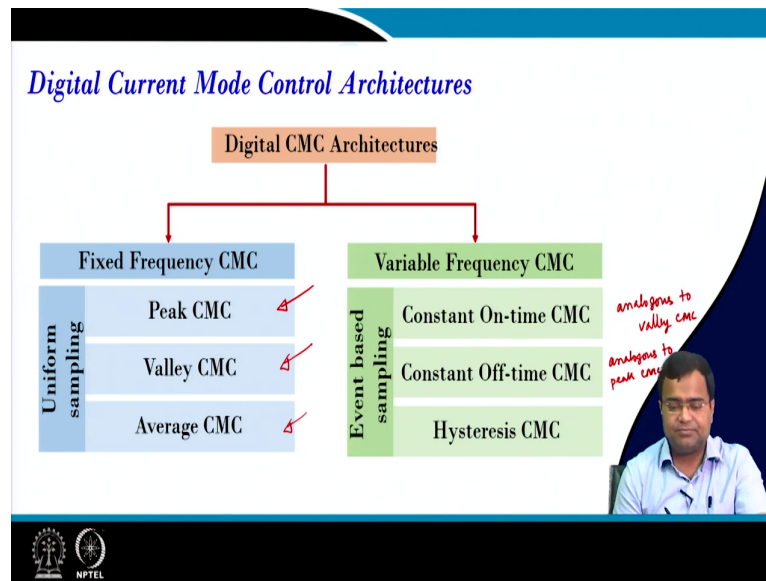 Digital Current Mode Control Architectures
Digital CMC Architectures
Fixed Frequency CMC
Uniform
sampling
Peak CMC
Valley CMC
Average CMC
Variable Frequency CMC
Event based
sampling
Constant On-time CMC
Constant Off-time CMC
Hysteresis CMC
analogous to
valley CMC
analogous to
peak CMC
NPTEL